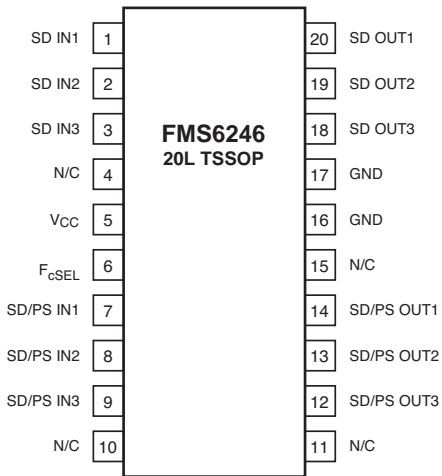 SD IN1 1 20 SD OUT1
SD IN2 2 19 SD OUT2
SD IN3 3 18 SD OUT3
FMS6246
20L TSSOP
N/C 4 17 GND
VCC 5 16 GND
FcSEL 6 15 N/C
SD/PS IN1 7 14 SD/PS OUT1
SD/PS IN2 8 13 SD/PS OUT2
SD/PS IN3 9 12 SD/PS OUT3
N/C 10 11 N/C